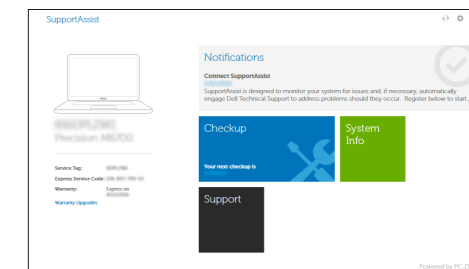 SupportAssist
Notifications
Connect SupportAssist
SupportAssist is designed to monitor your system for issues and, if necessary, automatically
engage Dell Technical Support to address problems should they occur. Register below to start
Precision M6700
Service Tag:
Express Service Code:
Warranty:
Expires on
Warranty Upgrades
Checkup
Your next checkup is
System
Info
Support
Powered by PC-D